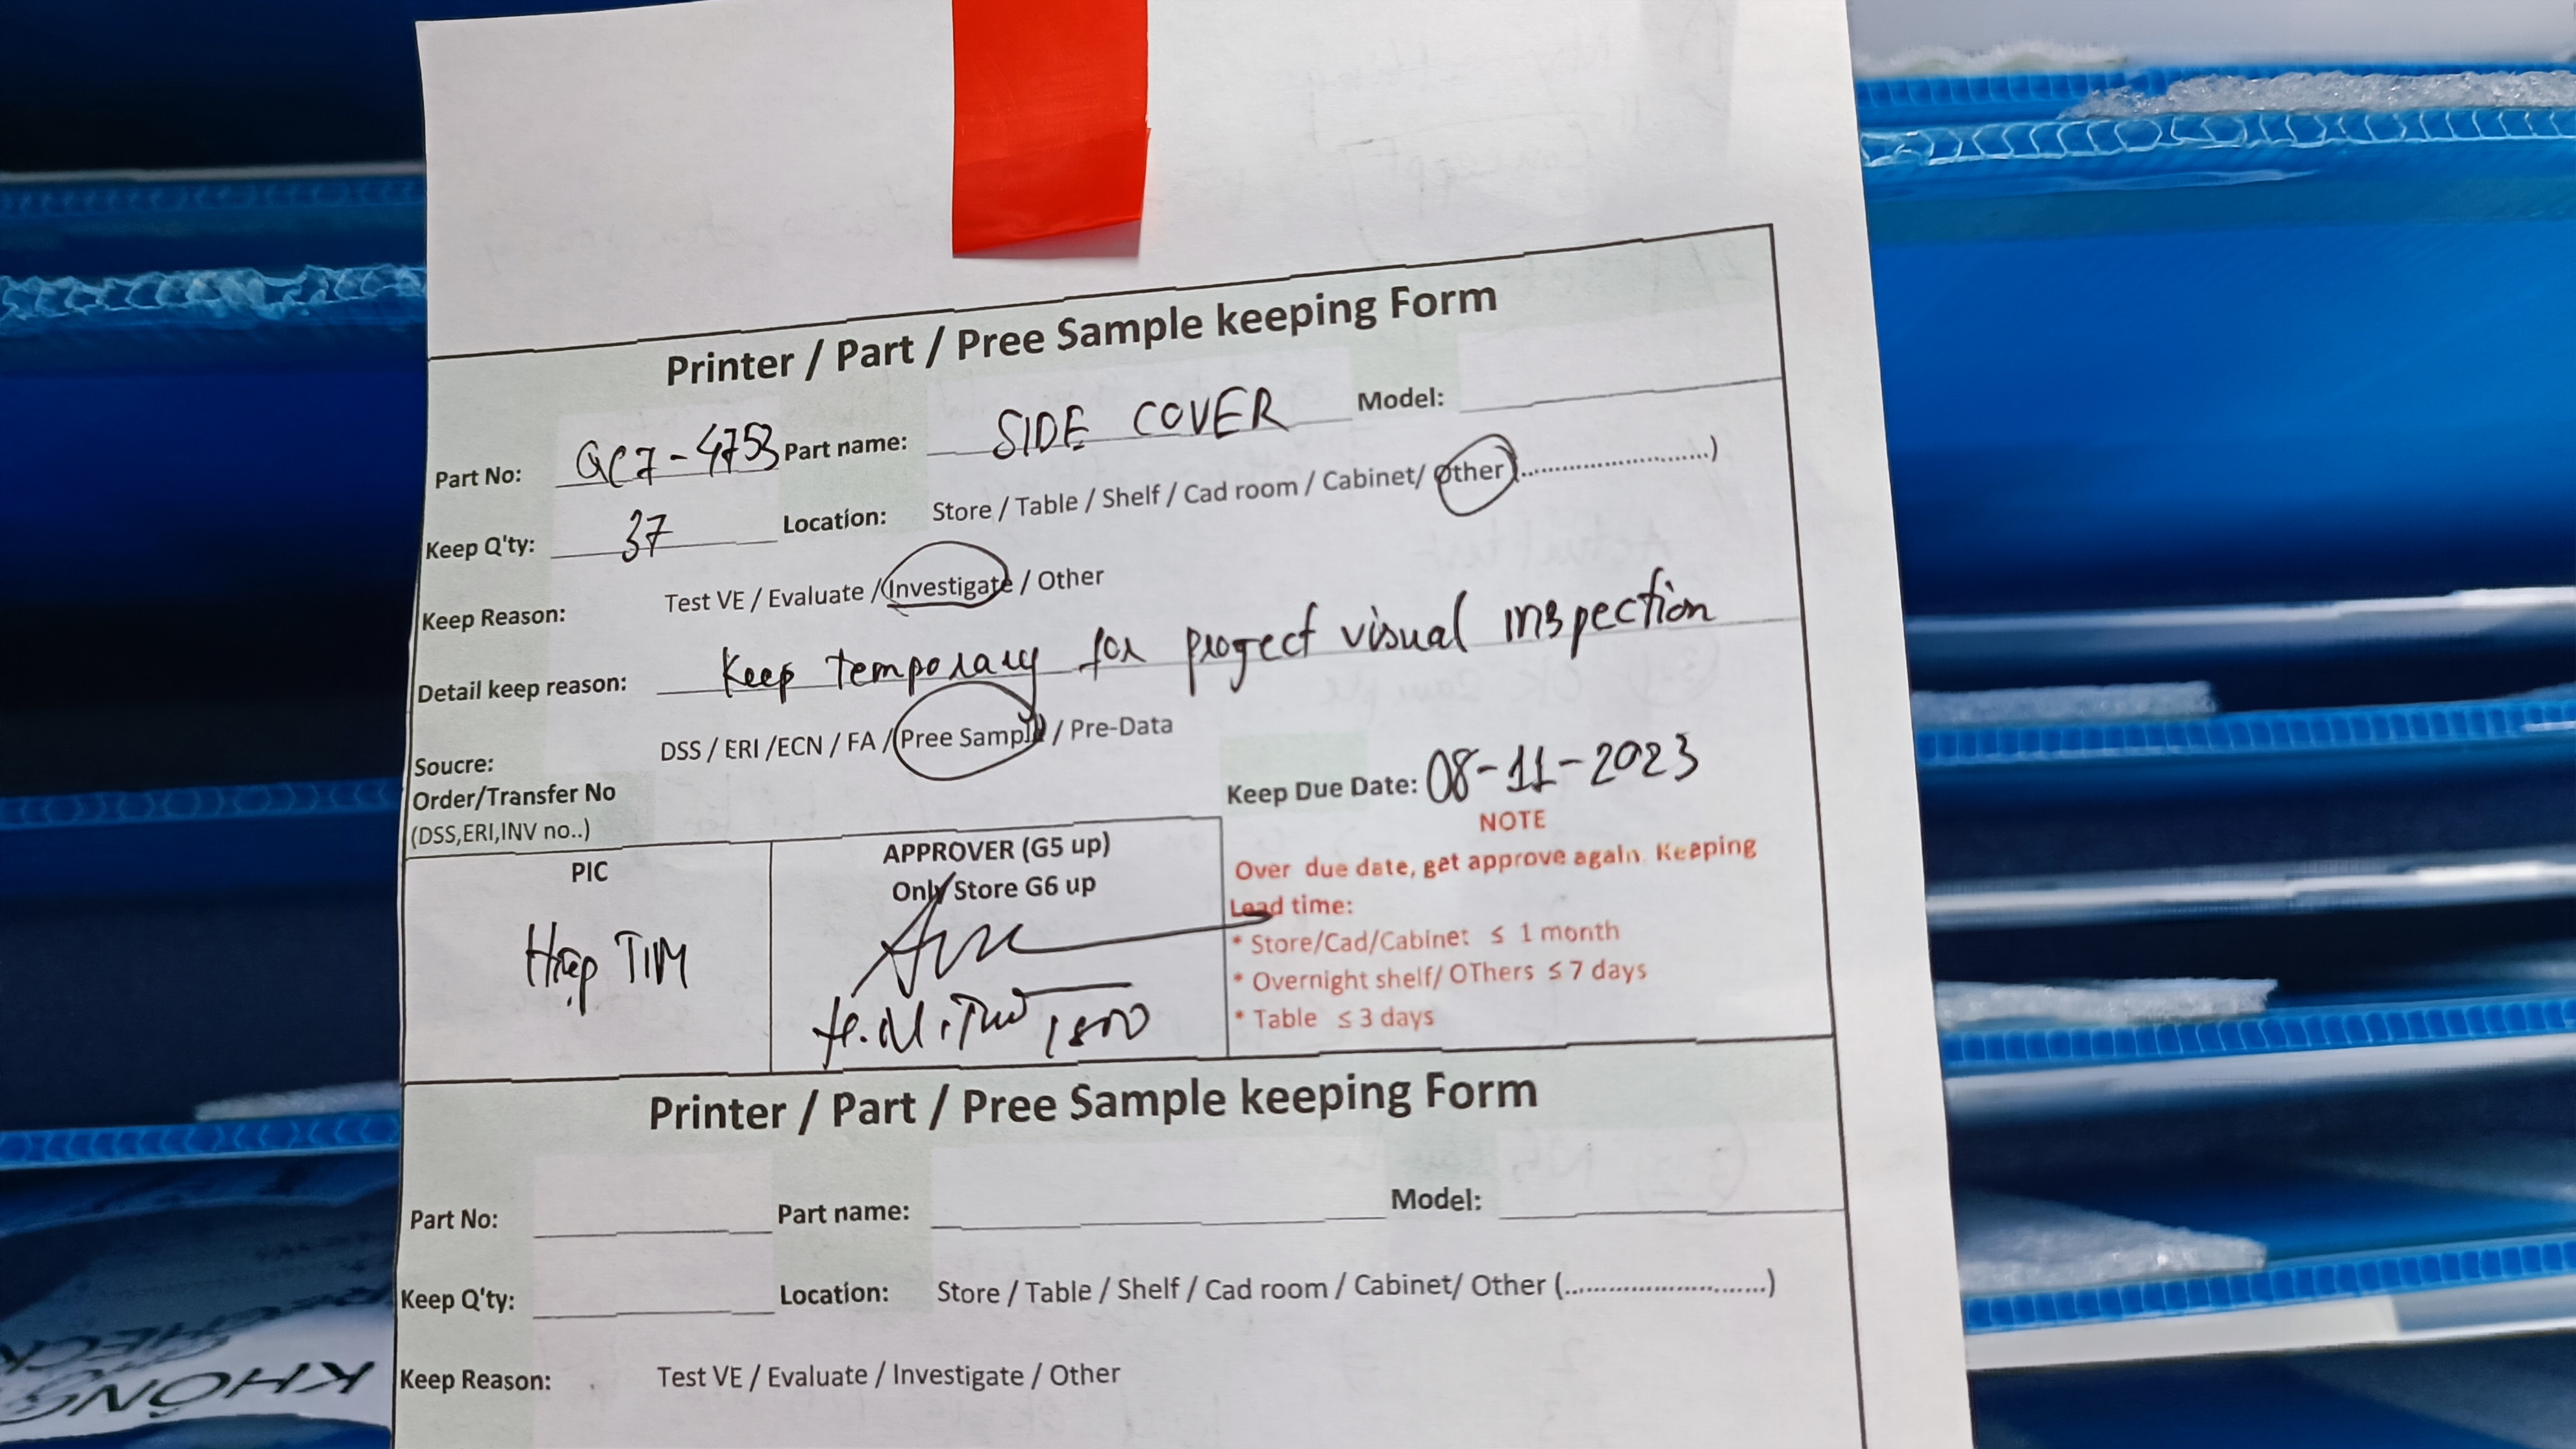 Printer / Part / Pree Sample keeping Form
Part No: QC7-4753 Part name: SIDE COVER Model:
Keep Q'ty: 37 Location: Store / Table / Shelf / Cad room / Cabinet/ Other (..............................)
Keep Reason: Test VE / Evaluate / Investigate / Other
Detail keep reason: Keep temporary for proyect visual inspection
Soucre: DSS / ERI /ECN / FA / Pree Sample / Pre-Data
Order/Transfer No
(DSS,ERI,INV no..)
Keep Due Date: 08-11-2023
PIC
Hiệp TIM
APPROVER (G5 up)
Only Store G6 up
NOTE
Over due date, get approve again. Keeping
Lead time:
* Store/Cad/Cabinet ≤ 1 month
* Overnight shelf/ OThers ≤ 7 days
* Table ≤ 3 days
Printer / Part / Pree Sample keeping Form
Part No: Part name: Model:
Keep Q'ty: Location: Store / Table / Shelf / Cad room / Cabinet/ Other (..............................)
Keep Reason: Test VE / Evaluate / Investigate / Other
KHÔNG
CHECK